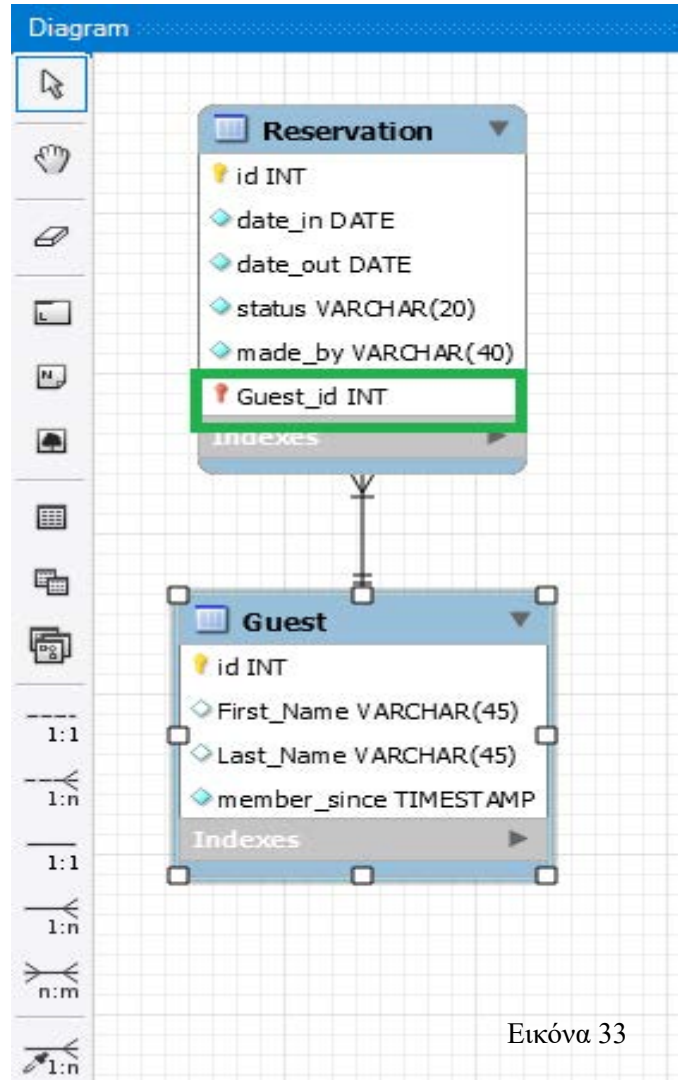 Diagram
Reservation
id INT
date_in DATE
date_out DATE
status VARCHAR(20)
made_by VARCHAR(40)
Guest_id INT
Indexes
Guest
id INT
First_Name VARCHAR(45)
Last_Name VARCHAR(45)
member_since TIMESTAMP
Indexes
1:1
1:n
1:1
1:n
n:m
1:n
Εικόνα 33